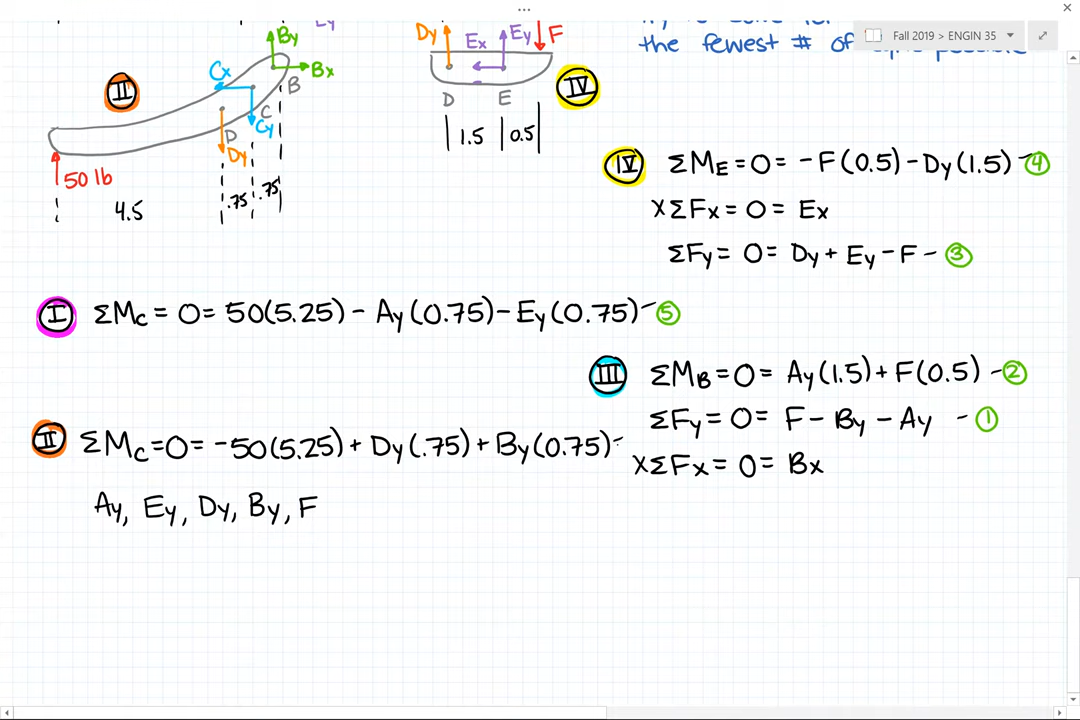 By
Bx
Cx
II
B
C
D
Cy
Dy
50 lb
4.5
.75
.75
Dy
Ex
Ey
F
D
E
IV
1.5
0.5
the fewest # of
Fall 2019 > ENGIN 35
IV ΣME = 0 = -F(0.5) - Dy(1.5) - 4
xΣFx = 0 = Ex
ΣFy = 0 = Dy + Ey - F - 3
I ΣMc = 0 = 50(5.25) - Ay(0.75) - Ey(0.75) - 5
III ΣMB = 0 = Ay(1.5) + F(0.5) - 2
ΣFy = 0 = F - By - Ay - 1
II ΣMc = 0 = -50(5.25) + Dy(.75) + By(0.75) -
xΣFx = 0 = Bx
Ay, Ey, Dy, By, F